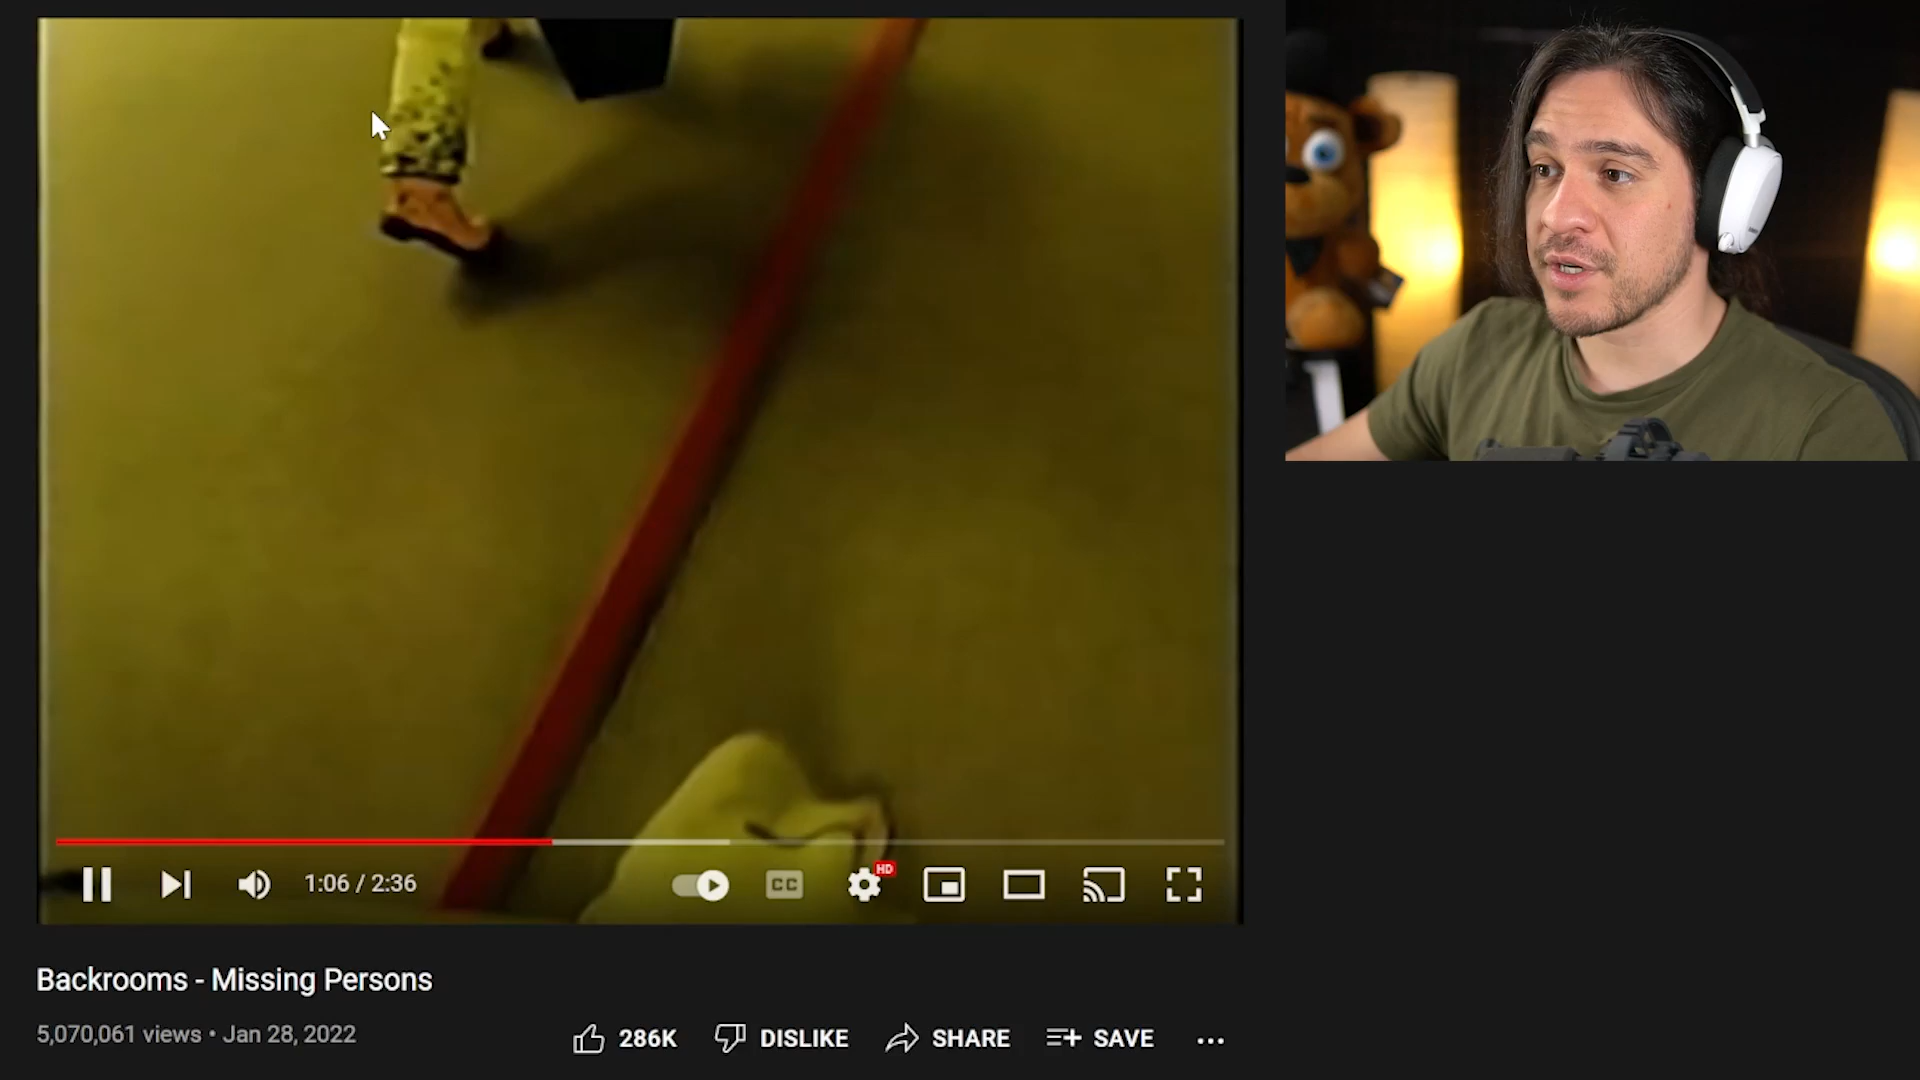 HD
1:06 / 2:36
CC
Backrooms - Missing Persons
5,070,061 views • Jan 28, 2022
286K DISLIKE SHARE SAVE